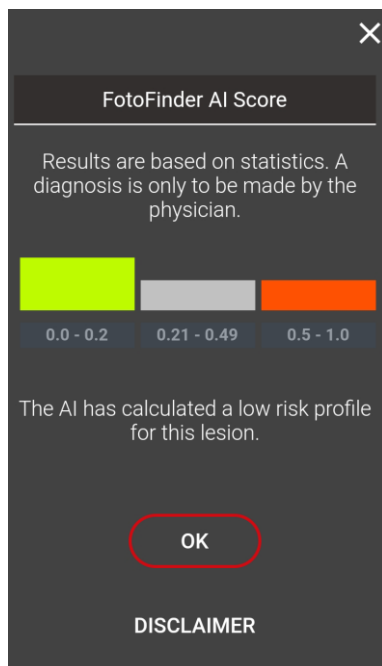 FotoFinder AI Score
Results are based on statistics. A
diagnosis is only to be made by the
physician.
0.0 - 0.2
0.21 - 0.49
0.5 - 1.0
The AI has calculated a low risk profile
for this lesion.
OK
DISCLAIMER